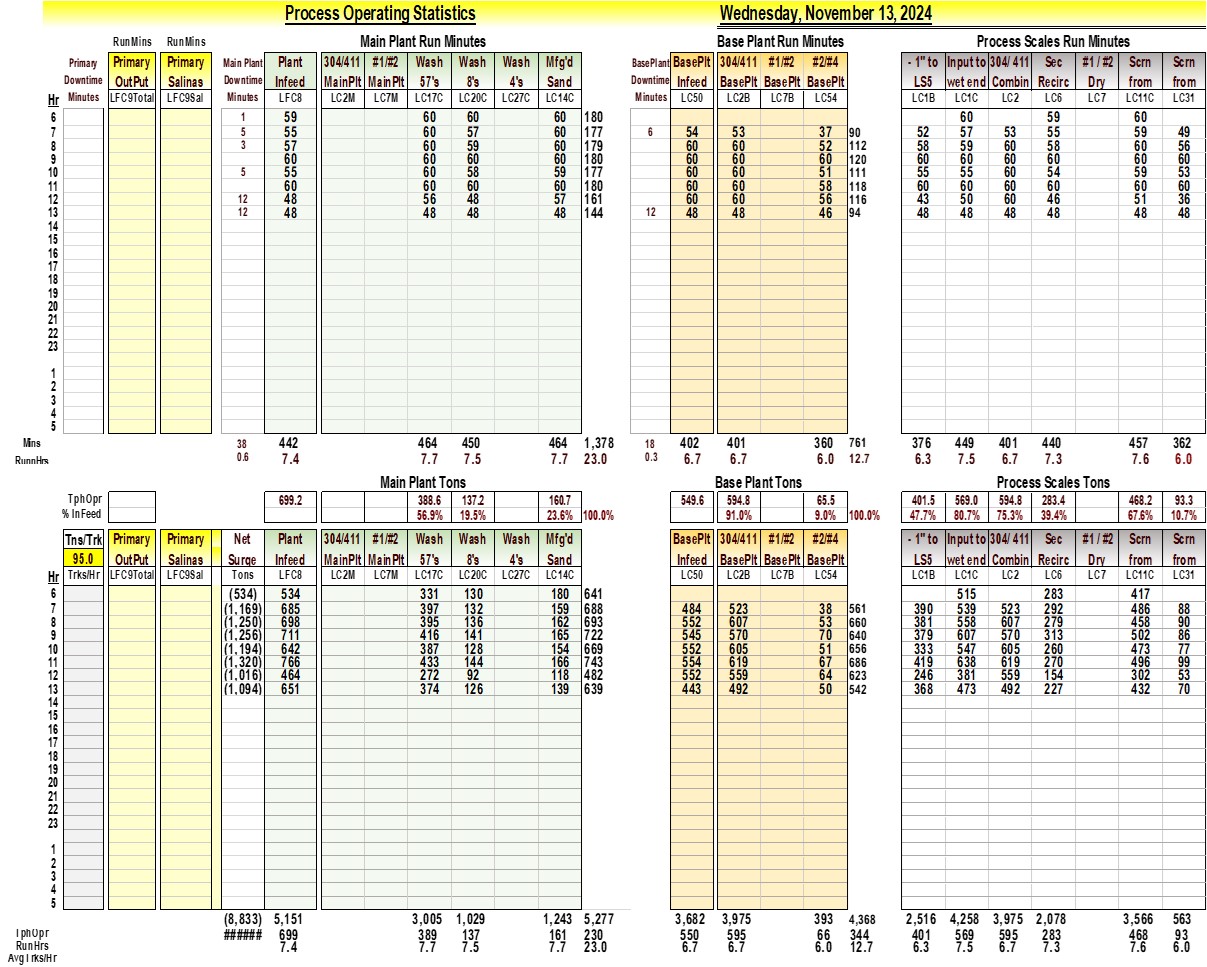 Process Operating Statistics Wednesday, November 13, 2024
RunMins RunMins Main Plant Run Minutes Base Plant Run Minutes Process Scales Run Minutes
Primary Primary Primary Main Plant Plant 304/411 #1/#2 Wash Wash Wash Mfg'd BasePlant BasePlt 304/411 #1/#2 #2/#4 - 1" to Input to 304/ 411 Sec #1 / #2 Scrn Scrn
Downtime OutPut Salinas Downtime Infeed MainPlt MainPlt 57's 8's 4's Sand Downtime Infeed BasePlt BasePlt BasePlt LS5 wet end Combin Recirc Dry from from
Hr Minutes LFC9Total LFC9Sal Minutes LFC8 LC2M LC7M LC17C LC20C LC27C LC14C Minutes LC50 LC2B LC7B LC54 LC1B LC1C LC2 LC6 LC7 LC11C LC31
6 1 59 60 60 60 180 60 59 60
7 5 55 60 57 60 177 6 54 53 37 90 52 57 53 55 59 49
8 3 57 60 59 60 179 60 60 52 112 58 59 60 58 60 56
9 60 60 60 60 180 60 60 60 120 60 60 60 60 60 60
10 5 55 60 58 59 177 60 60 51 111 55 55 60 54 59 53
11 60 60 60 60 180 60 60 58 118 60 60 60 60 60 60
12 12 48 56 48 57 161 60 60 56 116 43 50 60 46 51 36
13 12 48 48 48 48 144 12 48 48 46 94 48 48 48 48 48 48
14
15
16
17
18
19
20
21
22
23
1
2
3
4
5
Mins 38 442 464 450 464 1,378 18 402 401 360 761 376 449 401 440 457 362
RunnHrs 0.6 7.4 7.7 7.5 7.7 23.0 0.3 6.7 6.7 6.0 12.7 6.3 7.5 6.7 7.3 7.6 6.0
Main Plant Tons Base Plant Tons Process Scales Tons
TphOpr 699.2 388.6 137.2 160.7 549.6 594.8 65.5 401.5 569.0 594.8 283.4 468.2 93.3
% InFeed 56.9% 19.5% 23.6% 100.0% 91.0% 9.0% 100.0% 47.7% 80.7% 75.3% 39.4% 67.6% 10.7%
Tns/Trk Primary Primary Net Plant 304/411 #1/#2 Wash Wash Wash Mfg'd BasePlt 304/411 #1/#2 #2/#4 - 1" to Input to 304/ 411 Sec #1 / #2 Scrn Scrn
95.0 OutPut Salinas Surge Infeed MainPlt MainPlt 57's 8's 4's Sand Infeed BasePlt BasePlt BasePlt LS5 wet end Combin Recirc Dry from from
Hr Trks/Hr LFC9Total LFC9Sal Tons LFC8 LC2M LC7M LC17C LC20C LC27C LC14C LC50 LC2B LC7B LC54 LC1B LC1C LC2 LC6 LC7 LC11C LC31
6 (534) 534 331 130 180 641 515 283 417
7 (1,169) 685 397 132 159 688 484 523 38 561 390 539 523 292 486 88
8 (1,250) 698 395 136 162 693 552 607 53 660 381 558 607 279 458 90
9 (1,256) 711 416 141 165 722 545 570 70 640 379 607 570 313 502 86
10 (1,194) 642 387 128 154 669 552 605 51 656 333 547 605 260 473 77
11 (1,320) 766 433 144 166 743 554 619 67 686 419 638 619 270 496 99
12 (1,016) 464 272 92 118 482 552 559 64 623 246 381 559 154 302 53
13 (1,094) 651 374 126 139 639 443 492 50 542 368 473 492 227 432 70
14
15
16
17
18
19
20
21
22
23
1
2
3
4
5
(8,833) 5,151 3,005 1,029 1,243 5,277 3,682 3,975 393 4,368 2,516 4,258 3,975 2,078 3,566 563
TphOpr ###### 699 389 137 161 230 550 595 66 344 401 569 595 283 468 93
RunHrs 7.4 7.7 7.5 7.7 23.0 6.7 6.7 6.0 12.7 6.3 7.5 6.7 7.3 7.6 6.0
AvgTrks/Hr